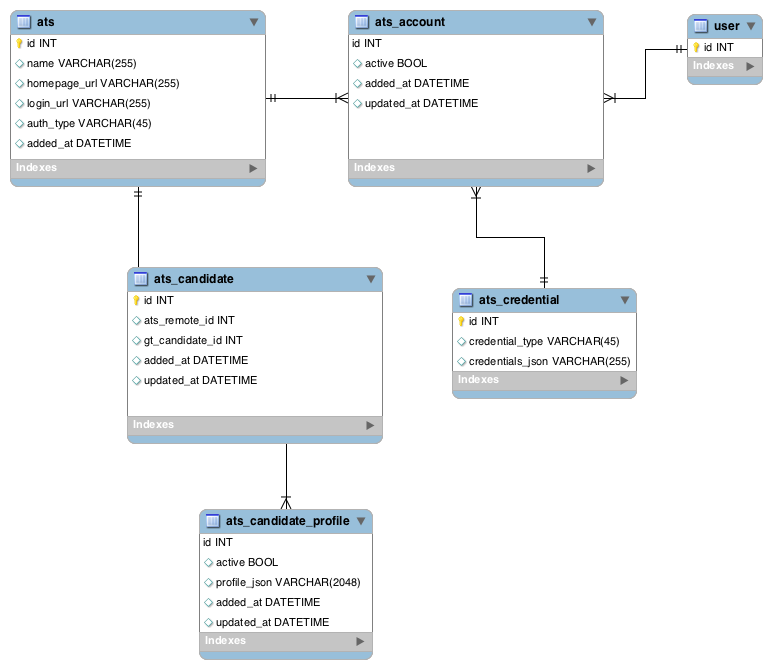 ats
id INT
name VARCHAR(255)
homepage_url VARCHAR(255)
login_url VARCHAR(255)
auth_type VARCHAR(45)
added_at DATETIME
Indexes
ats_account
id INT
active BOOL
added_at DATETIME
updated_at DATETIME
Indexes
user
id INT
Indexes
ats_candidate
id INT
ats_remote_id INT
gt_candidate_id INT
added_at DATETIME
updated_at DATETIME
Indexes
ats_credential
id INT
credential_type VARCHAR(45)
credentials_json VARCHAR(255)
Indexes
ats_candidate_profile
id INT
active BOOL
profile_json VARCHAR(2048)
added_at DATETIME
updated_at DATETIME
Indexes